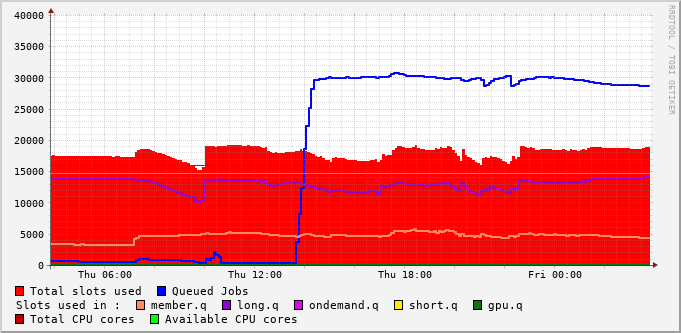 40000
35000
30000
25000
20000
15000
10000
5000
0
Thu 06:00 Thu 12:00 Thu 18:00 Fri 00:00
RRDTOOL / TOBI OETIKER
Total slots used Queued Jobs
Slots used in : member.q long.q ondemand.q short.q gpu.q
Total CPU cores Available CPU cores